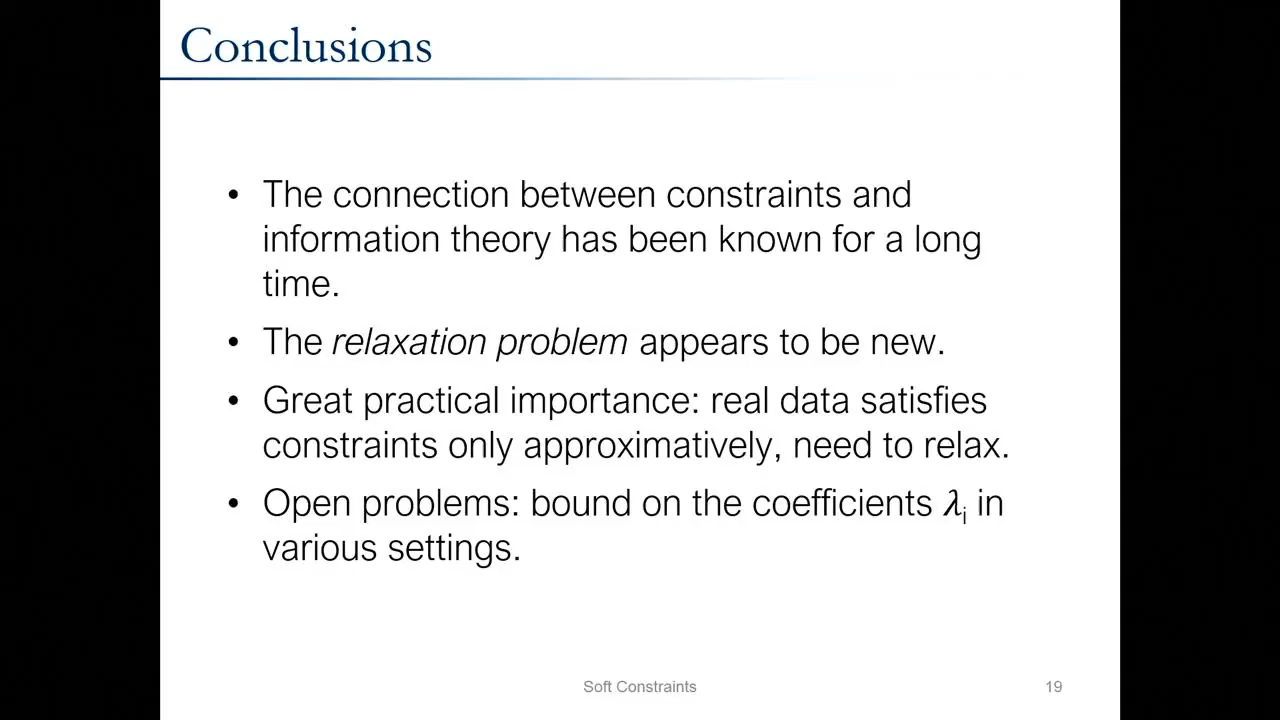 Conclusions
• The connection between constraints and
information theory has been known for a long
time.
• The relaxation problem appears to be new.
• Great practical importance: real data satisfies
constraints only approximatively, need to relax.
• Open problems: bound on the coefficients λi in
various settings.
Soft Constraints
19